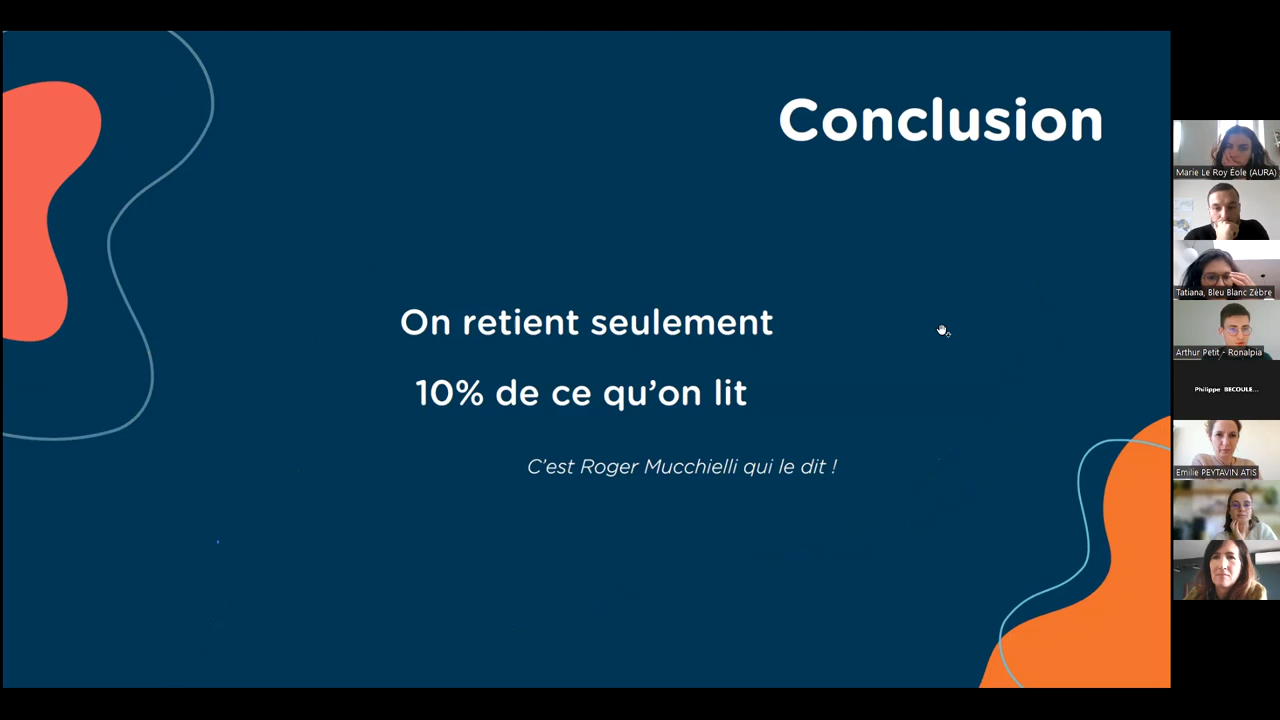 Conclusion
On retient seulement
10% de ce qu’on lit
C’est Roger Mucchielli qui le dit !
Marie Le Roy Éole (AURA)
Tatiana, Bleu Blanc Zèbre
Arthur Petit - Ronalpia
Philippe BECOULE...
Emilie PEYTAVIN ATIS